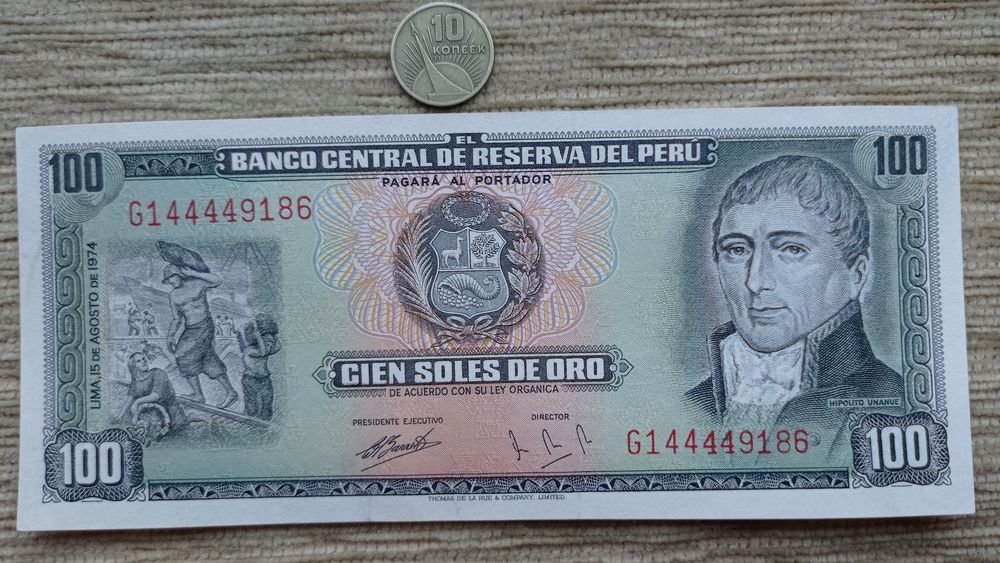 10
КОПЕЕК
EL
BANCO CENTRAL DE RESERVA DEL PERÚ
PAGARÁ AL PORTADOR
100
100
G144449186
LIMA, 15 DE AGOSTO DE 1974
CIEN SOLES DE ORO
DE ACUERDO CON SU LEY ORGANICA
HIPOLITO UNANUE
PRESIDENTE EJECUTIVO
DIRECTOR
G144449186
100
100
THOMAS DE LA RUE & COMPANY, LIMITED